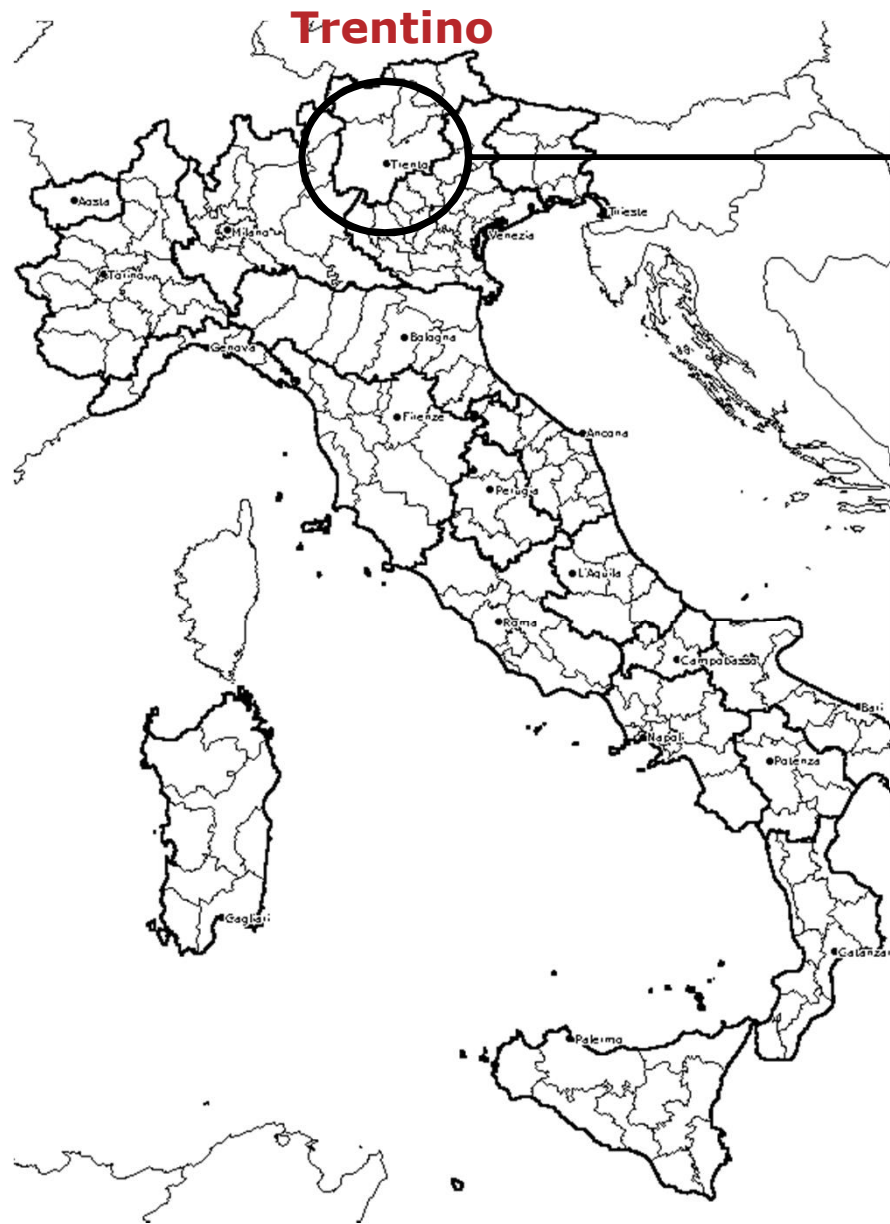 Trentino
Trento
Aosta
Milano
Trieste
Venezia
Torino
Genova
Bologna
Firenze
Ancona
Perugia
L'Aquila
Roma
Campobasso
Bari
Napoli
Potenza
Cagliari
Catanzar
Palermo